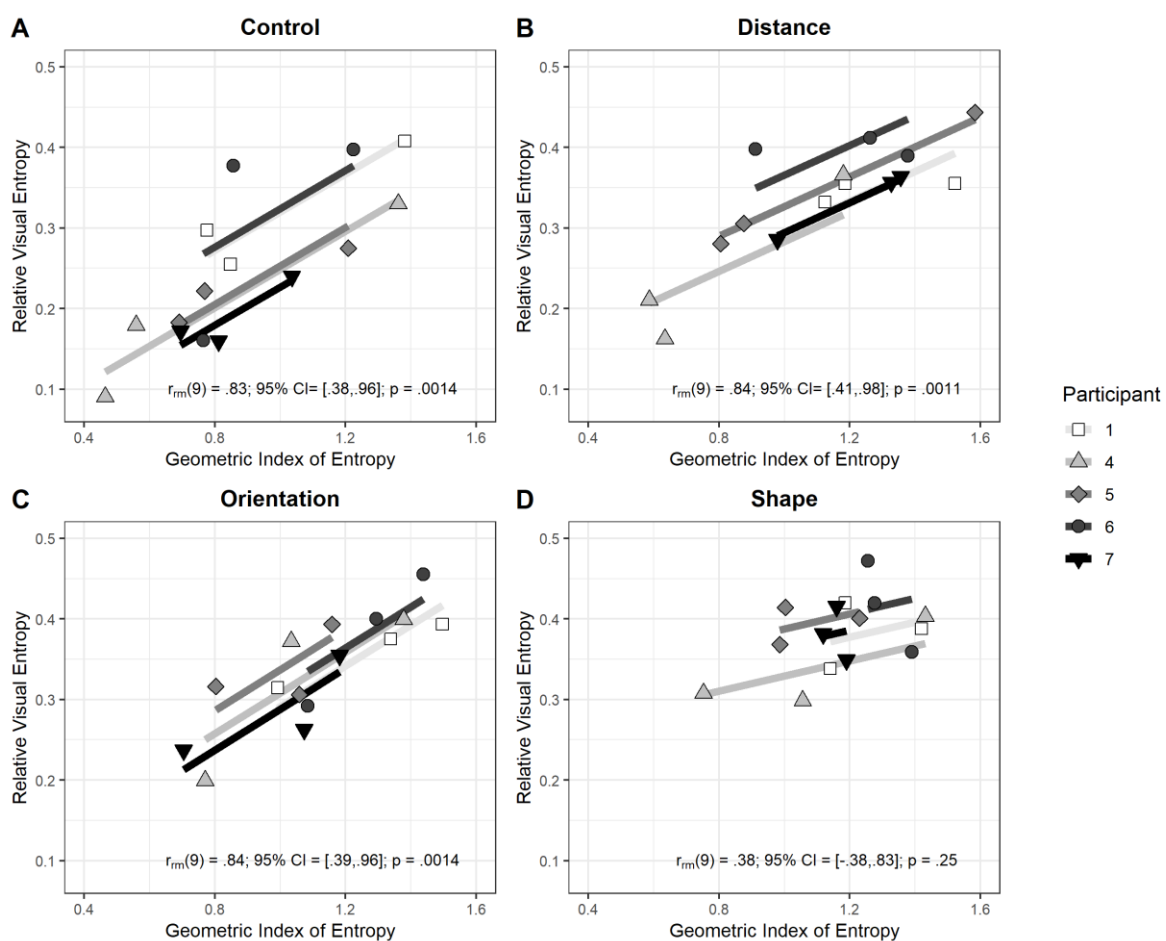 A Control
B Distance
Relative Visual Entropy
0.5
0.4
0.3
0.2
0.1
r_rm(9) = .83; 95% CI= [.38,.96]; p = .0014
0.4 0.8 1.2 1.6
Geometric Index of Entropy
Relative Visual Entropy
0.5
0.4
0.3
0.2
0.1
r_rm(9) = .84; 95% CI= [.41,.98]; p = .0011
0.4 0.8 1.2 1.6
Geometric Index of Entropy
C Orientation
D Shape
Relative Visual Entropy
0.5
0.4
0.3
0.2
0.1
r_rm(9) = .84; 95% CI = [.39,.96]; p = .0014
0.4 0.8 1.2 1.6
Geometric Index of Entropy
Relative Visual Entropy
0.5
0.4
0.3
0.2
0.1
r_rm(9) = .38; 95% CI = [-.38,.83]; p = .25
0.4 0.8 1.2 1.6
Geometric Index of Entropy
Participant
1
4
5
6
7